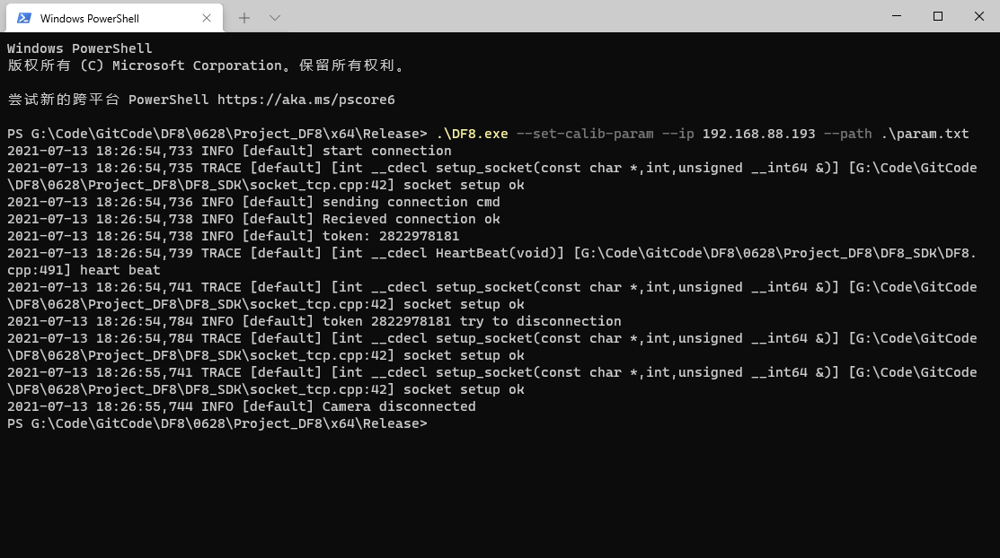 Windows PowerShell
Windows PowerShell
版权所有 (C) Microsoft Corporation。保留所有权利。
尝试新的跨平台 PowerShell https://aka.ms/pscore6
PS G:\Code\GitCode\DF8\0628\Project_DF8\x64\Release> .\DF8.exe --set-calib-param --ip 192.168.88.193 --path .\param.txt
2021-07-13 18:26:54,733 INFO [default] start connection
2021-07-13 18:26:54,735 TRACE [default] [int __cdecl setup_socket(const char *,int,unsigned __int64 &)] [G:\Code\GitCode
\DF8\0628\Project_DF8\DF8_SDK\socket_tcp.cpp:42] socket setup ok
2021-07-13 18:26:54,736 INFO [default] sending connection cmd
2021-07-13 18:26:54,738 INFO [default] Recieved connection ok
2021-07-13 18:26:54,738 INFO [default] token: 2822978181
2021-07-13 18:26:54,739 TRACE [default] [int __cdecl HeartBeat(void)] [G:\Code\GitCode\DF8\0628\Project_DF8\DF8_SDK\DF8.
cpp:491] heart beat
2021-07-13 18:26:54,741 TRACE [default] [int __cdecl setup_socket(const char *,int,unsigned __int64 &)] [G:\Code\GitCode
\DF8\0628\Project_DF8\DF8_SDK\socket_tcp.cpp:42] socket setup ok
2021-07-13 18:26:54,784 INFO [default] token 2822978181 try to disconnection
2021-07-13 18:26:54,784 TRACE [default] [int __cdecl setup_socket(const char *,int,unsigned __int64 &)] [G:\Code\GitCode
\DF8\0628\Project_DF8\DF8_SDK\socket_tcp.cpp:42] socket setup ok
2021-07-13 18:26:55,741 TRACE [default] [int __cdecl setup_socket(const char *,int,unsigned __int64 &)] [G:\Code\GitCode
\DF8\0628\Project_DF8\DF8_SDK\socket_tcp.cpp:42] socket setup ok
2021-07-13 18:26:55,744 INFO [default] Camera disconnected
PS G:\Code\GitCode\DF8\0628\Project_DF8\x64\Release>